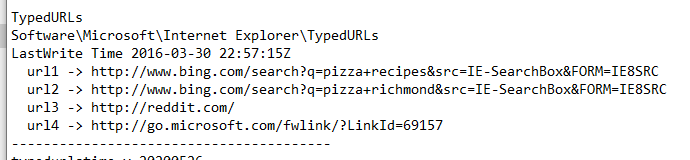 TypedURLs
Software\Microsoft\Internet Explorer\TypedURLs
LastWrite Time 2016-03-30 22:57:15Z
url1 -> http://www.bing.com/search?q=pizza+recipes&src=IE-SearchBox&FORM=IE8SRC
url2 -> http://www.bing.com/search?q=pizza+richmond&src=IE-SearchBox&FORM=IE8SRC
url3 -> http://reddit.com/
url4 -> http://go.microsoft.com/fwlink/?LinkId=69157
----------------------------------------